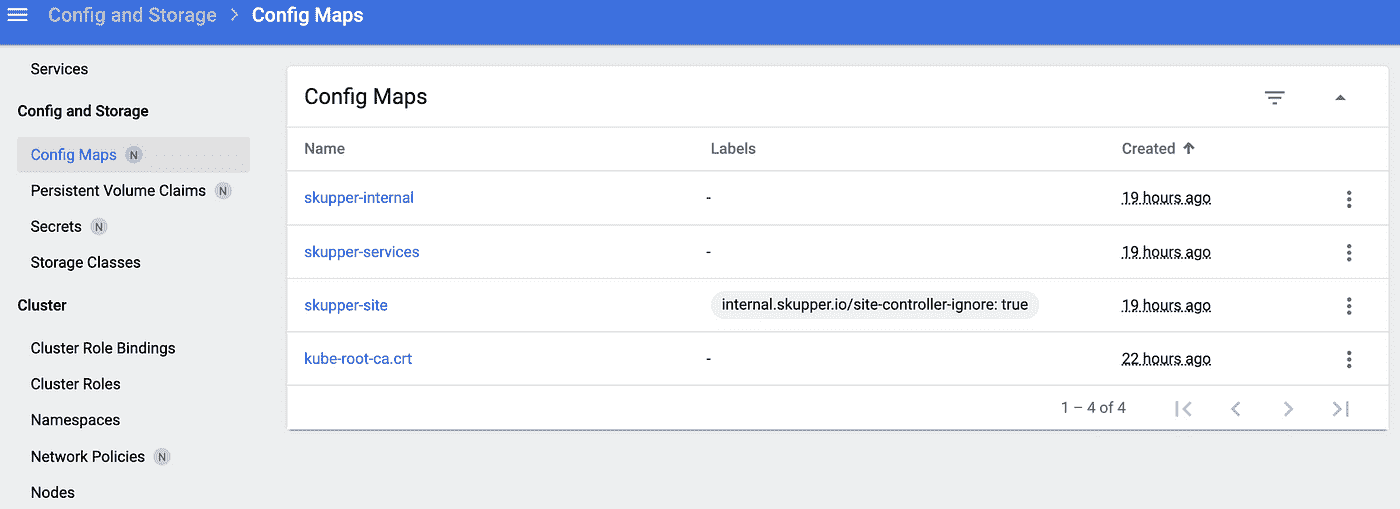 Config and Storage > Config Maps
Services
Config and Storage
Config Maps N
Persistent Volume Claims N
Secrets N
Storage Classes
Cluster
Cluster Role Bindings
Cluster Roles
Namespaces
Network Policies N
Nodes
Config Maps
Name Labels Created ↑
skupper-internal - 19 hours ago
skupper-services - 19 hours ago
skupper-site internal.skupper.io/site-controller-ignore: true 19 hours ago
kube-root-ca.crt - 22 hours ago
1 – 4 of 4